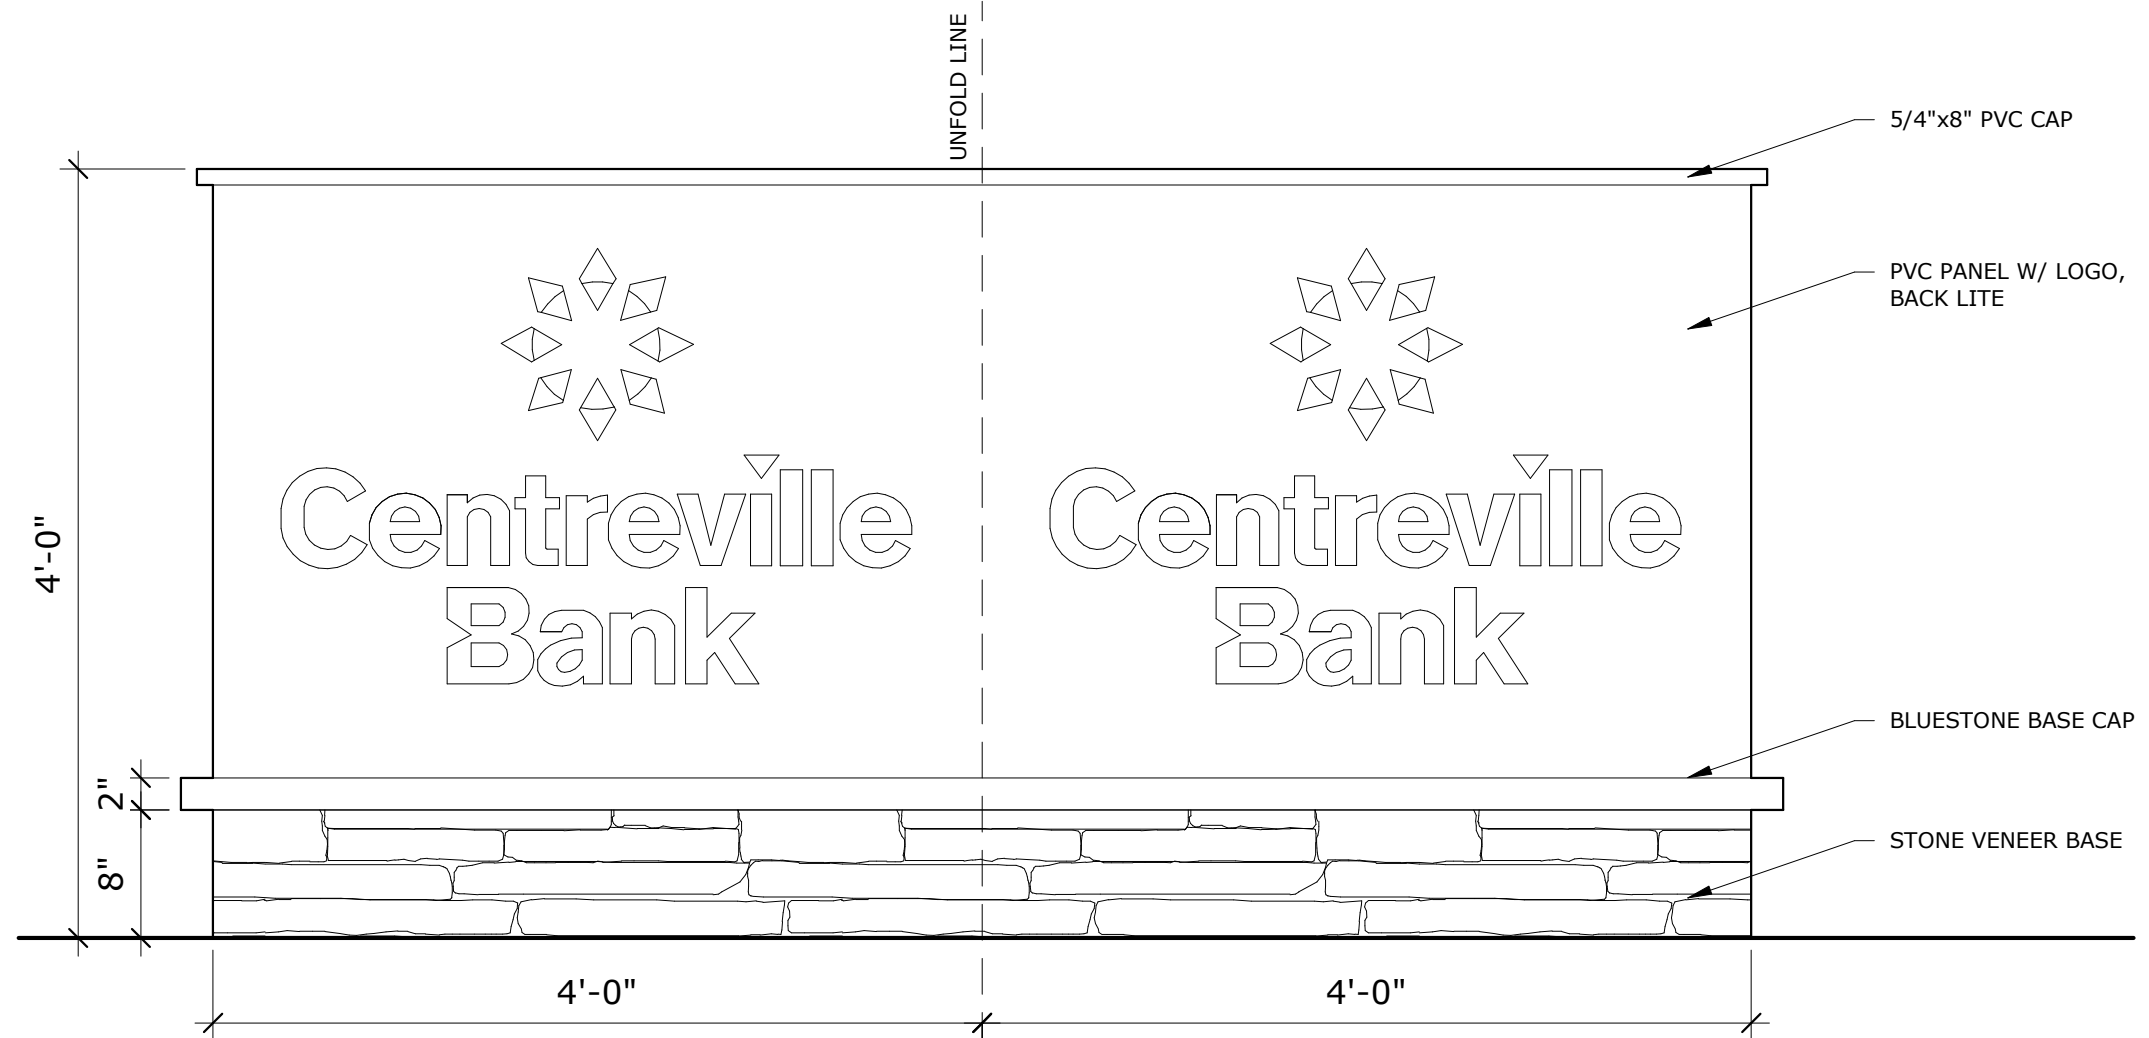 UNFOLD LINE
5/4"x8" PVC CAP
PVC PANEL W/ LOGO,
BACK LITE
Centreville
Bank
Centreville
Bank
4'-0"
BLUESTONE BASE CAP
2"
8"
STONE VENEER BASE
4'-0"
4'-0"